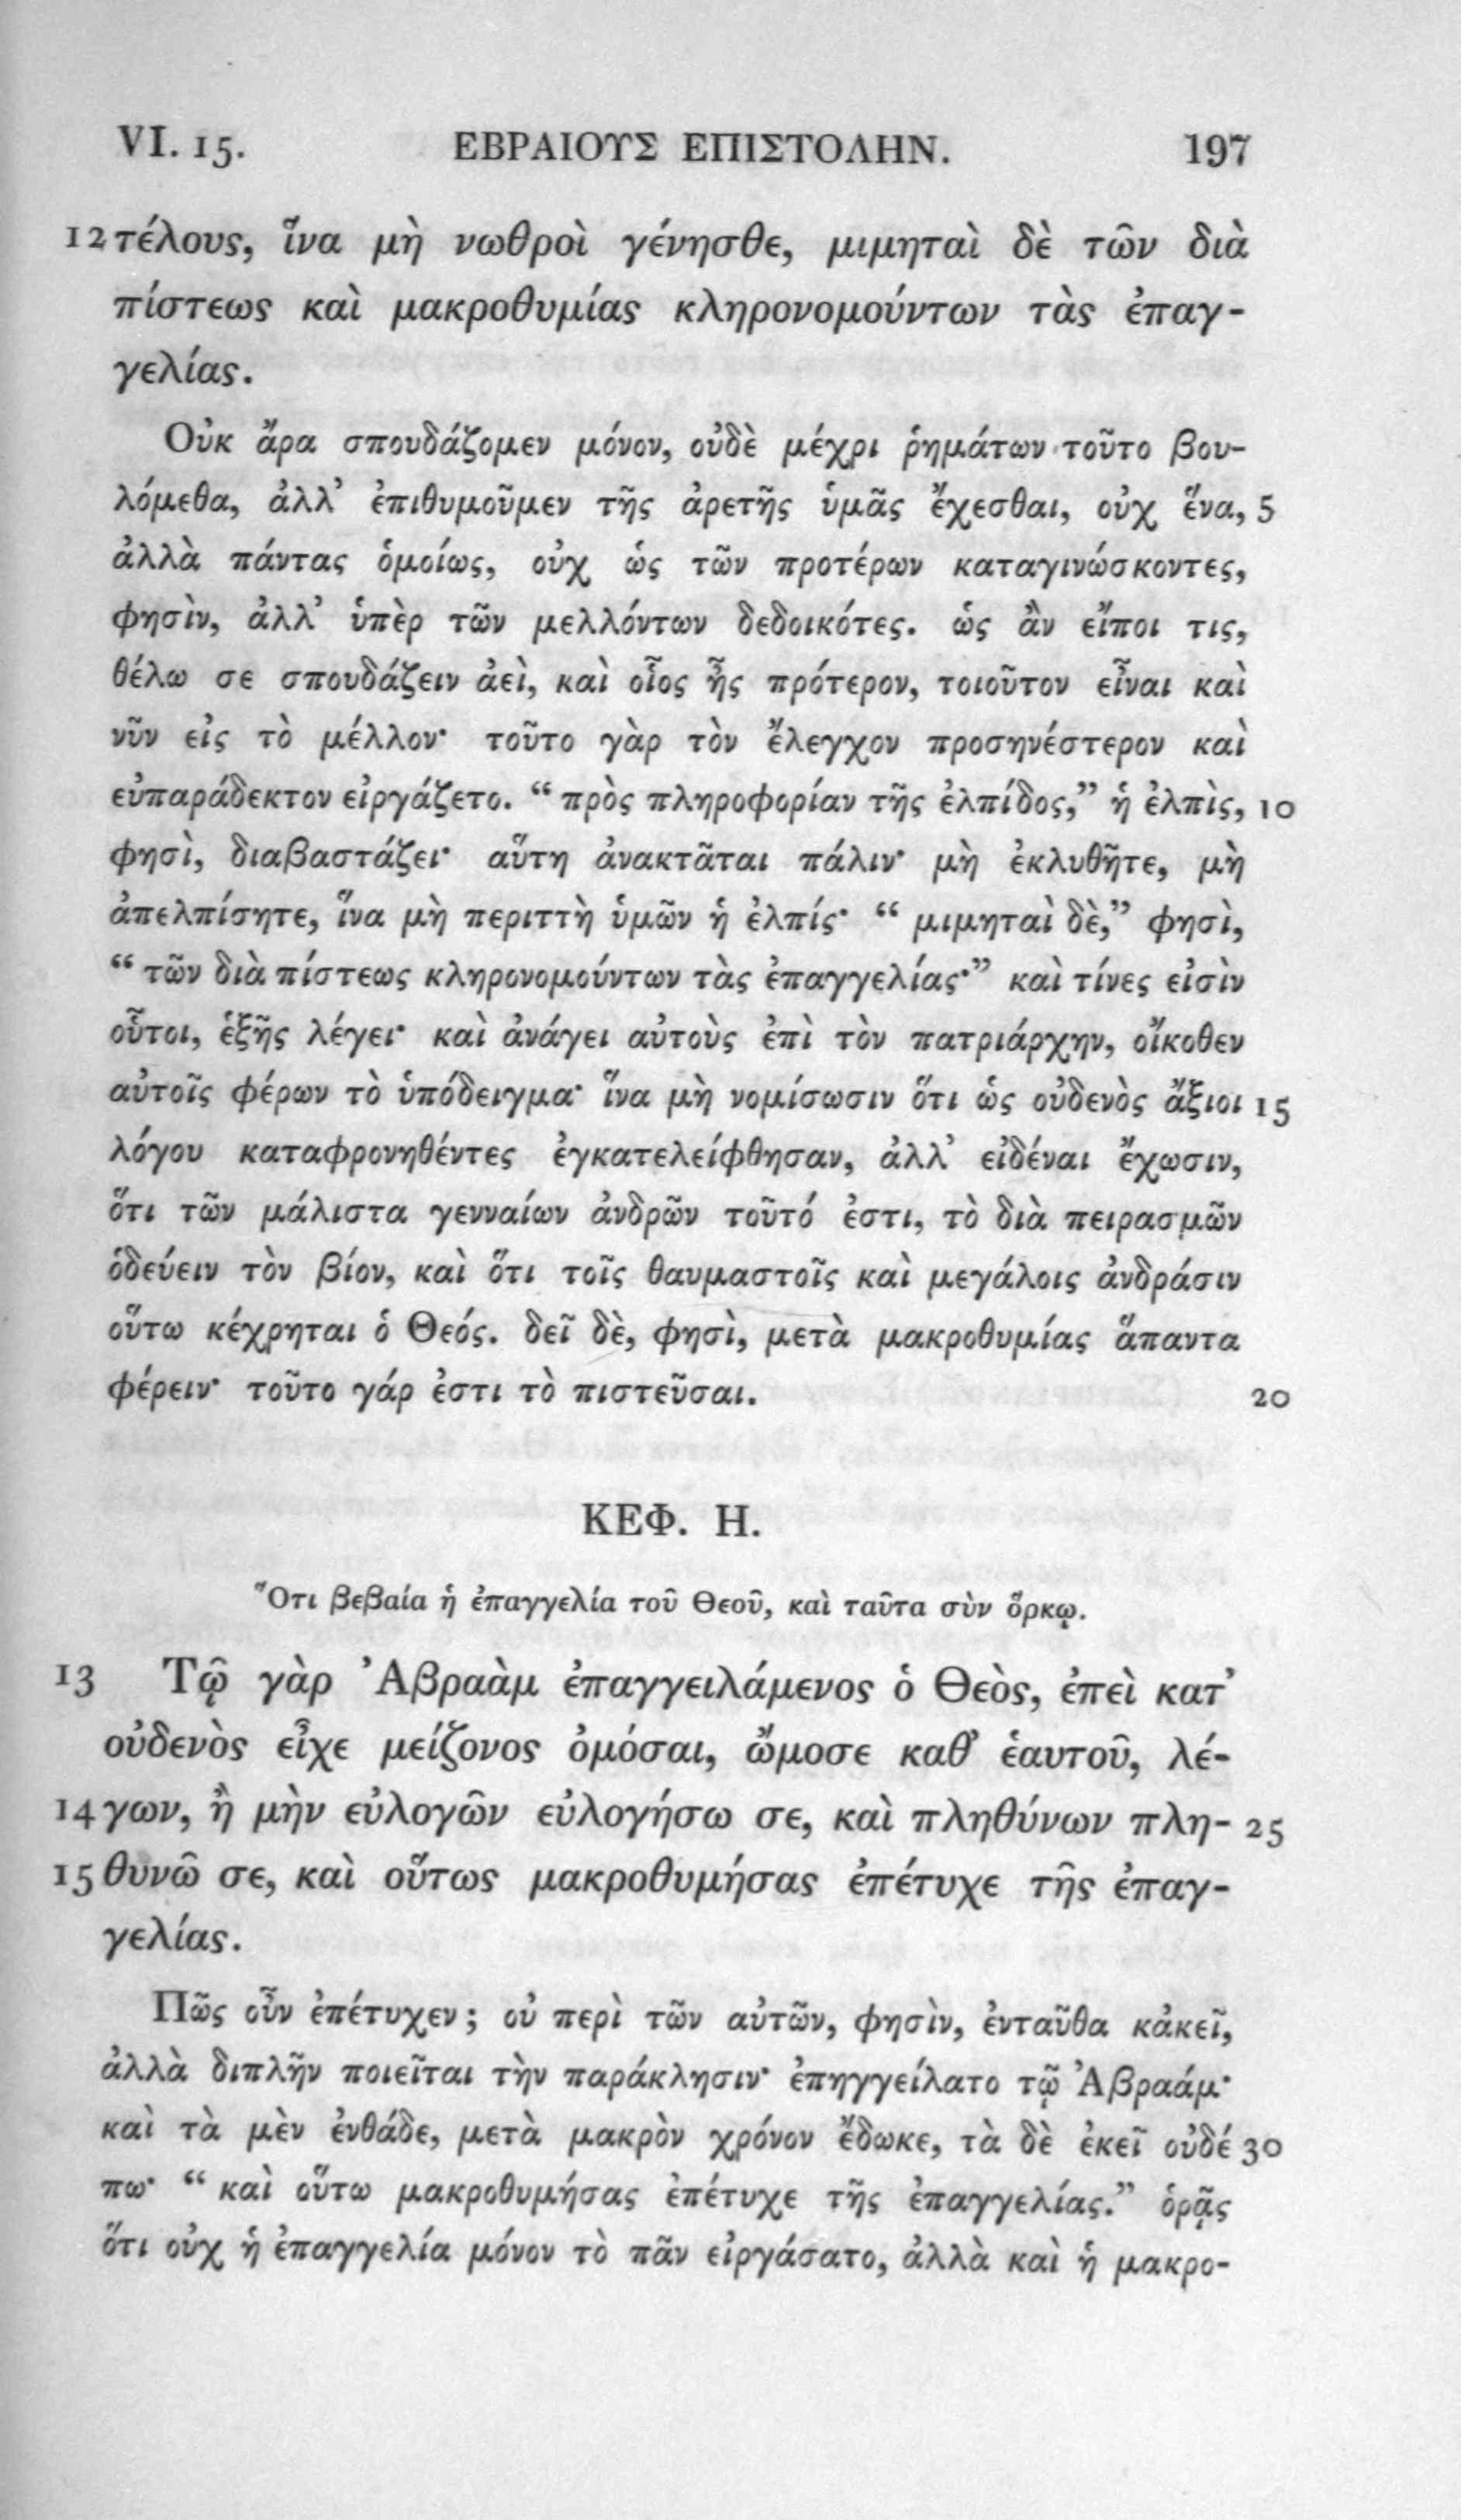 VI. 15. ΕΒΡΑΙΟΥΣ ΕΠΙΣΤΟΛΗΝ. 197
12 τέλους, ἵνα μὴ νωθροὶ γένησθε, μιμηταὶ δὲ τῶν διὰ
πίστεως καὶ μακροθυμίας κληρονομούντων τὰς ἐπαγ-
γελίας.
Οὐκ ἄρα σπουδάζομεν μόνον, οὐδὲ μέχρι ῥημάτων τοῦτο βου-
λόμεθα, ἀλλ’ ἐπιθυμοῦμεν τῆς ἀρετῆς ὑμᾶς ἔχεσθαι, οὐχ ἕνα, 5
ἀλλὰ πάντας ὁμοίως, οὐχ ὡς τῶν προτέρων καταγινώσκοντες,
φησὶν, ἀλλ’ ὑπὲρ τῶν μελλόντων δεδοικότες. ὡς ἂν εἴποι τις,
θέλω σε σπουδάζειν ἀεὶ, καὶ οἷος ἦς πρότερον, τοιοῦτον εἶναι καὶ
νῦν εἰς τὸ μέλλον· τοῦτο γὰρ τὸν ἔλεγχον προσηνέστερον καὶ
εὐπαράδεκτον εἰργάζετο. “ πρὸς πληροφορίαν τῆς ἐλπίδος,” ἡ ἐλπὶς, 10
φησὶ, διαβαστάζει· αὕτη ἀνακτᾶται πάλιν· μὴ ἐκλυθῆτε, μὴ
ἀπελπίσητε, ἵνα μὴ περιττὴ ὑμῶν ἡ ἐλπίς· “ μιμηταὶ δὲ,” φησὶ,
“ τῶν διὰ πίστεως κληρονομούντων τὰς ἐπαγγελίας·” καὶ τίνες εἰσὶν
οὗτοι, ἑξῆς λέγει· καὶ ἀνάγει αὐτοὺς ἐπὶ τὸν πατριάρχην, οἴκοθεν
αὐτοῖς φέρων τὸ ὑπόδειγμα· ἵνα μὴ νομίσωσιν ὅτι ὡς οὐδενὸς ἄξιοι 15
λόγου καταφρονηθέντες ἐγκατελείφθησαν, ἀλλ’ εἰδέναι ἔχωσιν,
ὅτι τῶν μάλιστα γενναίων ἀνδρῶν τοῦτό ἐστι, τὸ διὰ πειρασμῶν
ὁδεύειν τὸν βίον, καὶ ὅτι τοῖς θαυμαστοῖς καὶ μεγάλοις ἀνδράσιν
οὕτω κέχρηται ὁ Θεός. δεῖ δὲ, φησὶ, μετὰ μακροθυμίας ἅπαντα
φέρειν· τοῦτο γάρ ἐστι τὸ πιστεῦσαι. 20
ΚΕΦ. Η.
Ὅτι βεβαία ἡ ἐπαγγελία τοῦ Θεοῦ, καὶ ταῦτα σὺν ὅρκῳ.
13 Τῷ γὰρ Ἀβραὰμ ἐπαγγειλάμενος ὁ Θεὸς, ἐπεὶ κατ’
οὐδενὸς εἶχε μείζονος ὀμόσαι, ὤμοσε καθ’ ἑαυτοῦ, λέ-
14 γων, ἢ μὴν εὐλογῶν εὐλογήσω σε, καὶ πληθύνων πλη- 25
15 θυνῶ σε, καὶ οὕτως μακροθυμήσας ἐπέτυχε τῆς ἐπαγ-
γελίας.
Πῶς οὖν ἐπέτυχεν; οὐ περὶ τῶν αὐτῶν, φησὶν, ἐνταῦθα κἀκεῖ,
ἀλλὰ διπλῆν ποιεῖται τὴν παράκλησιν· ἐπηγγείλατο τῷ Ἀβραάμ·
καὶ τὰ μὲν ἐνθάδε, μετὰ μακρὸν χρόνον ἔδωκε, τὰ δὲ ἐκεῖ οὐδέ 30
πω· “ καὶ οὕτω μακροθυμήσας ἐπέτυχε τῆς ἐπαγγελίας.” ὁρᾷς
ὅτι οὐχ ἡ ἐπαγγελία μόνον τὸ πᾶν εἰργάσατο, ἀλλὰ καὶ ἡ μακρο-